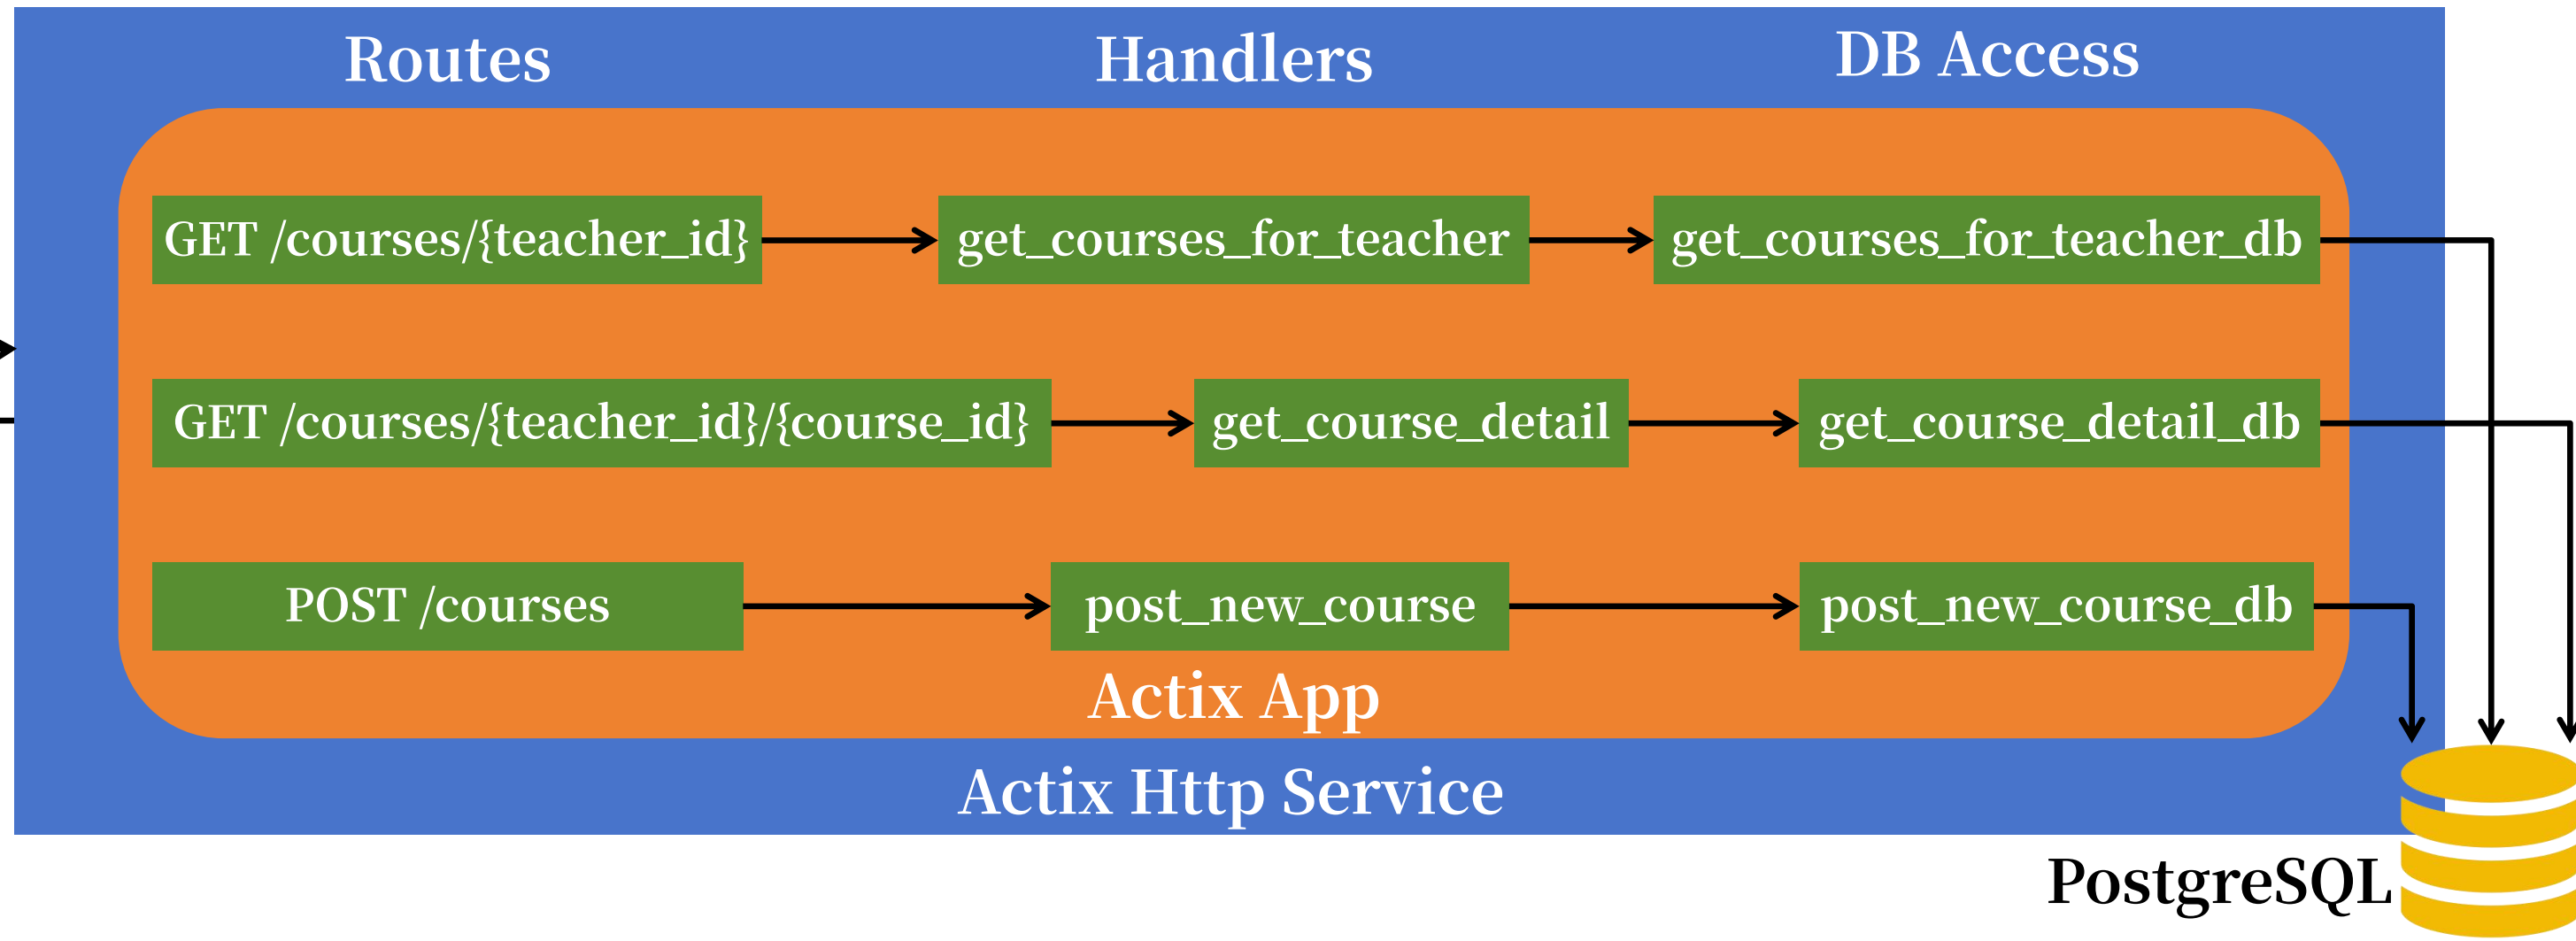 Routes
Handlers
DB Access
GET /courses/{teacher_id}
get_courses_for_teacher
get_courses_for_teacher_db
GET /courses/{teacher_id}/{course_id}
get_course_detail
get_course_detail_db
POST /courses
post_new_course
post_new_course_db
Actix App
Actix Http Service
PostgreSQL